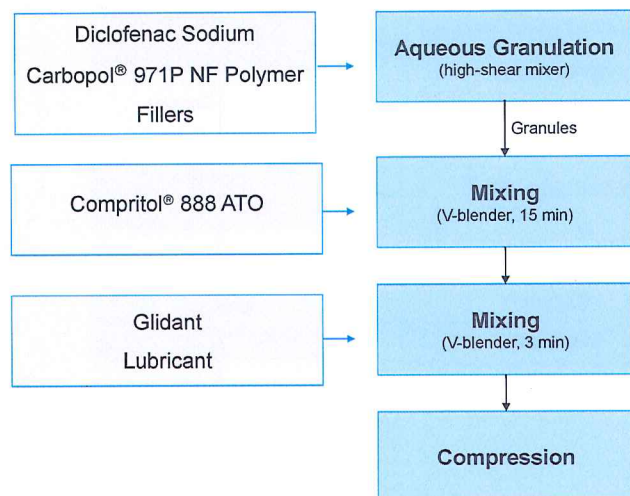 Diclofenac Sodium
Carbopol® 971P NF Polymer
Fillers
Aqueous Granulation
(high-shear mixer)
Granules
Compritol® 888 ATO
Mixing
(V-blender, 15 min)
Glidant
Lubricant
Mixing
(V-blender, 3 min)
Compression